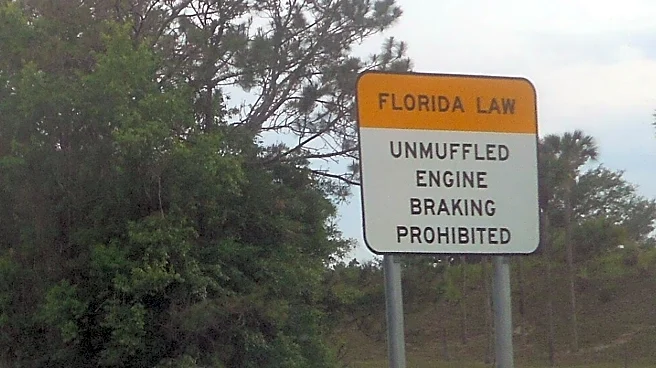 FLORIDA LAW
UNMUFFLED
ENGINE
BRAKING
PROHIBITED